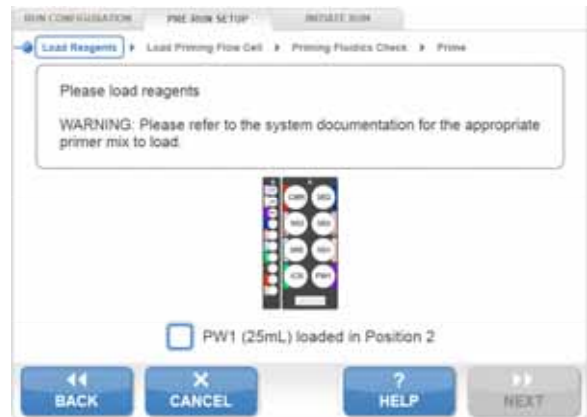 RUN CONFIGURATION PRE-RUN SETUP INITIATE RUN
Load Reagents Load Priming Flow Cell Priming Fluidics Check Prime
Please load reagents
WARNING: Please refer to the system documentation for the appropriate
primer mix to load.
ICB PW1
PW1 (25mL) loaded in Position 2
BACK CANCEL ? HELP NEXT